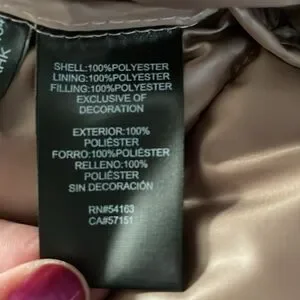 SHELL:100%POLYESTER
LINING:100%POLYESTER
FILLING:100%POLYESTER
EXCLUSIVE OF
DECORATION
EXTERIOR:100%
POLIÉSTER
FORRO:100%POLIÉSTER
RELLENO:100%
POLIÉSTER
SIN DECORACIÓN
RN#54163
CA#57151